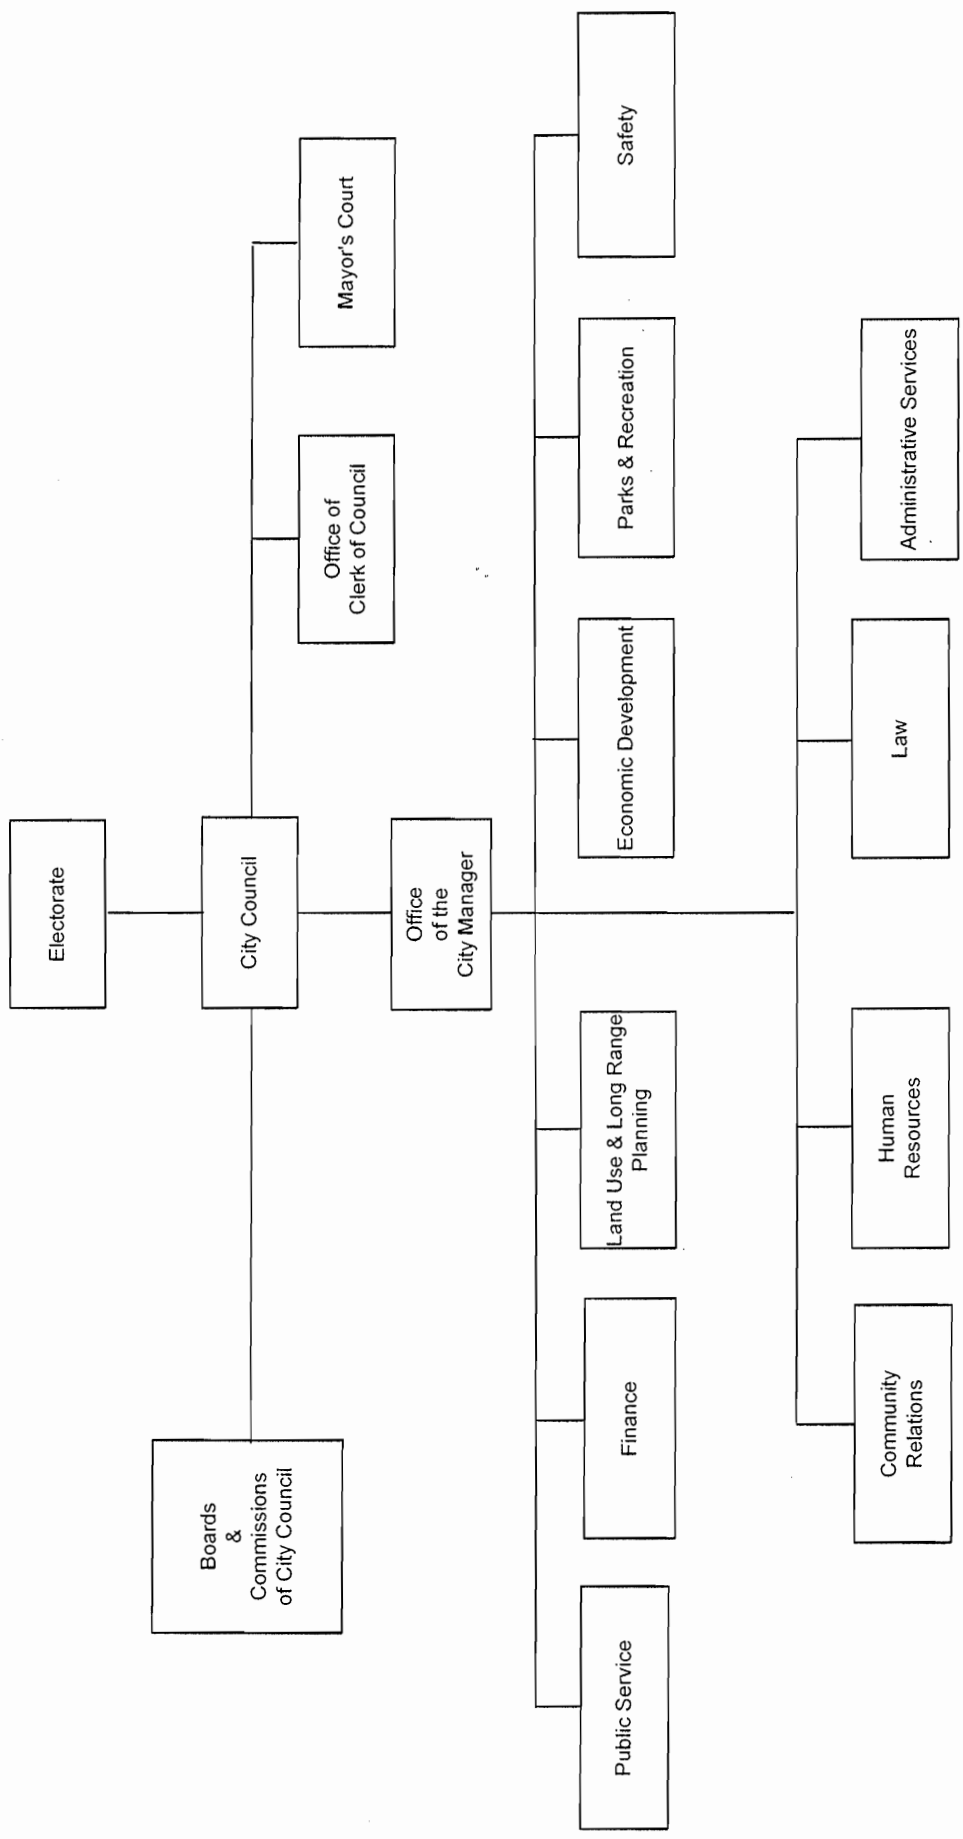 Electorate
Boards
&
Commissions
of City Council
City Council
Office of
Clerk of Council
Mayor's Court
Office
of the
City Manager
Public Service
Finance
Land Use & Long Range
Planning
Economic Development
Parks & Recreation
Safety
Community
Relations
Human
Resources
Law
Administrative Services